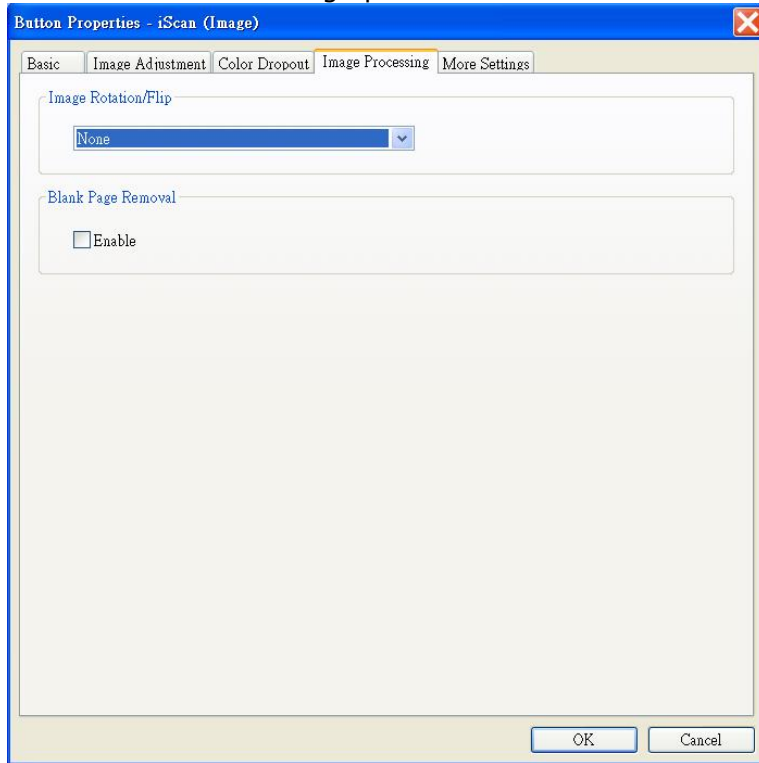 Button Properties - iScan (Image)
Basic Image Adjustment Color Dropout Image Processing More Settings
Image Rotation/Flip
None
Blank Page Removal
Enable
OK Cancel